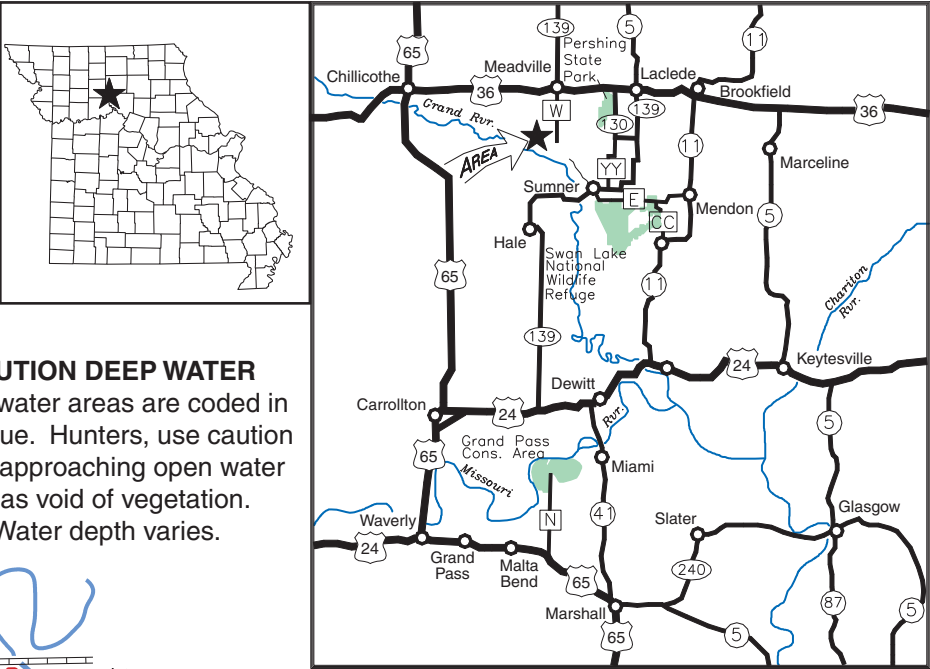 139
5
11
65
Pershing
State
Park
Meadville
Laclede
Chillicothe
36
Brookfield
W
139
36
Grand Rvr.
130
AREA
11
Marceline
YY
Sumner
E
Mendon
CC
5
Hale
Swan Lake
National
Wildlife
Refuge
65
11
Chariton
Rvr.
139
UTION DEEP WATER
water areas are coded in
ue. Hunters, use caution
approaching open water
as void of vegetation.
Water depth varies.
Keytesville
24
Dewitt
Carrollton
24
Rvr.
5
Grand Pass
Cons. Area
65
Missouri
Miami
Waverly
N
41
Slater
Glasgow
24
Grand
Pass
Malta
Bend
240
65
Marshall
87
5
65
5